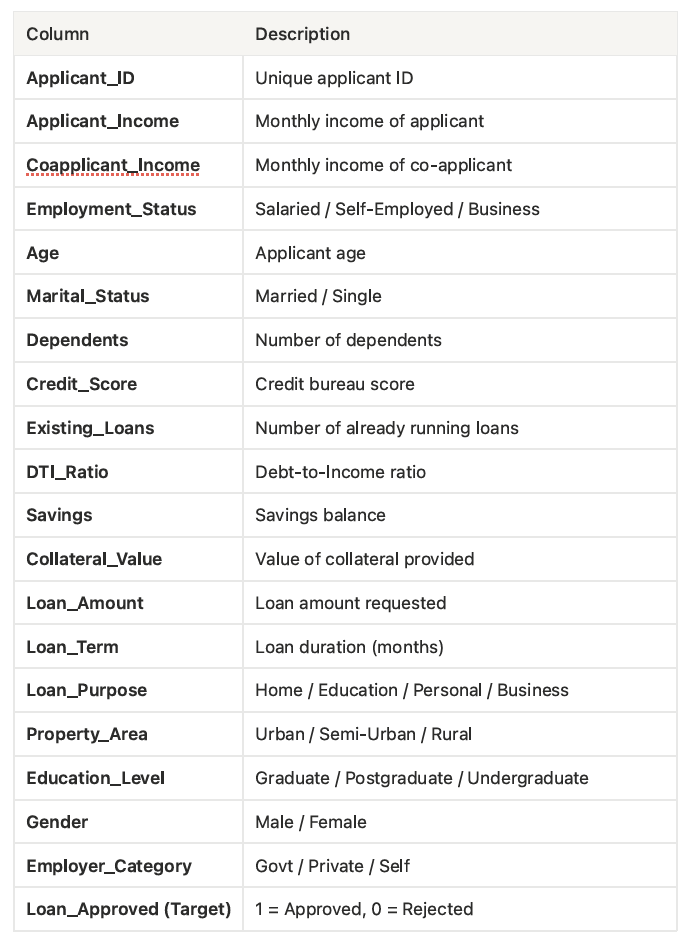 Column Description
Applicant_ID Unique applicant ID
Applicant_Income Monthly income of applicant
Coapplicant_Income Monthly income of co-applicant
Employment_Status Salaried / Self-Employed / Business
Age Applicant age
Marital_Status Married / Single
Dependents Number of dependents
Credit_Score Credit bureau score
Existing_Loans Number of already running loans
DTI_Ratio Debt-to-Income ratio
Savings Savings balance
Collateral_Value Value of collateral provided
Loan_Amount Loan amount requested
Loan_Term Loan duration (months)
Loan_Purpose Home / Education / Personal / Business
Property_Area Urban / Semi-Urban / Rural
Education_Level Graduate / Postgraduate / Undergraduate
Gender Male / Female
Employer_Category Govt / Private / Self
Loan_Approved (Target) 1 = Approved, 0 = Rejected